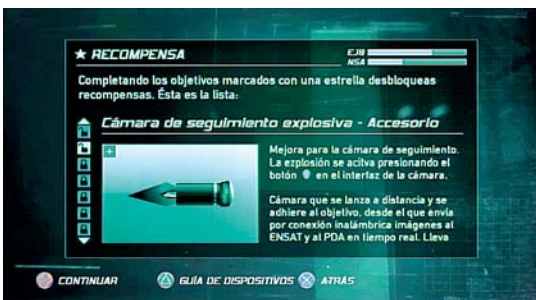 ★ RECOMPENSA
EJB
NSA
Completando los objetivos marcados con una estrella desbloqueas
recompensas. Ésta es la lista:
Cámara de seguimiento explosiva - Accesorio
Mejora para la cámara de seguimiento.
La explosión se acitva presionando el
botón en el interfaz de la cámara.
Cámara que se lanza a distancia y se
adhiere al objetivo, desde el que envía
por conexión inalámbrica imágenes al
ENSAT y al PDA en tiempo real. Lleva
CONTINUAR
GUÍA DE DISPOSITIVOS
ATRÁS